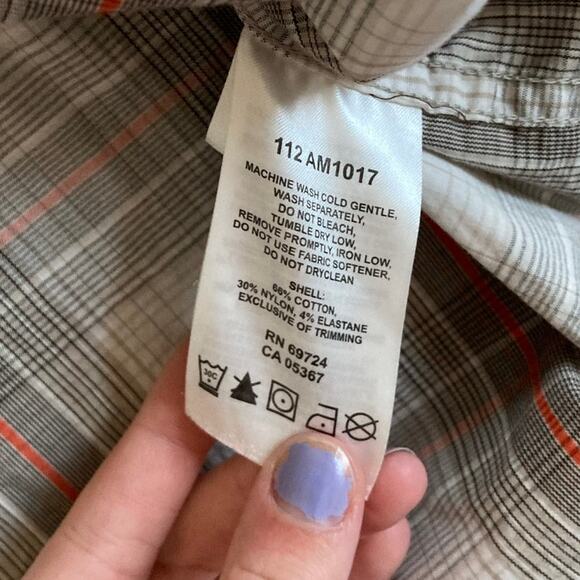 112 AM1017
MACHINE WASH COLD GENTLE,
WASH SEPARATELY,
DO NOT BLEACH,
TUMBLE DRY LOW,
REMOVE PROMPTLY, IRON LOW.
DO NOT USE FABRIC SOFTENER.
DO NOT DRYCLEAN
SHELL:
66% COTTON,
30% NYLON, 4% ELASTANE
EXCLUSIVE OF TRIMMING
RN 69724
CA 05367
30C